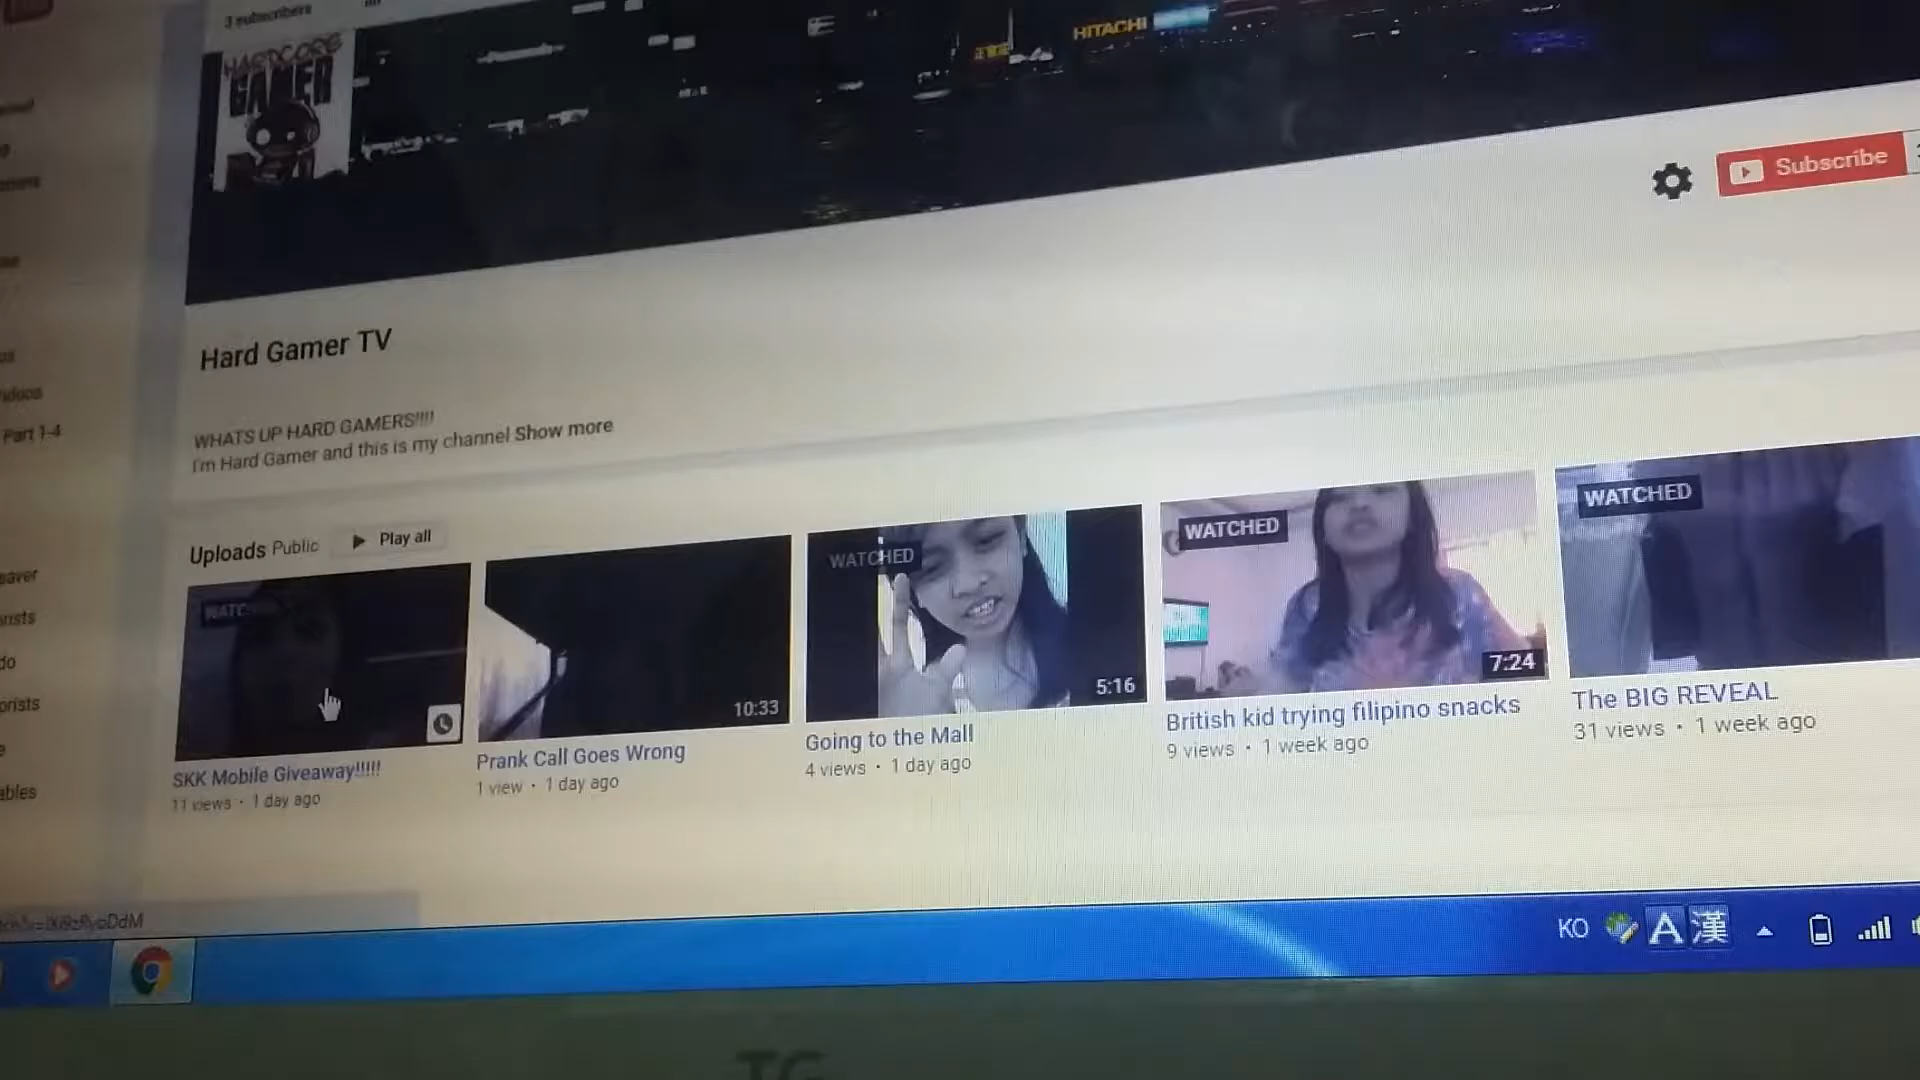 3 subscribers
HARDCORE
GAMER
HITACHI
Subscribe
Hard Gamer TV
WHATS UP HARD GAMERS!!!!
I'm Hard Gamer and this is my channel Show more
Videos
Part 1-4
Uploads Public
Play all
WATCHED
WATCHED
WATCHED
10:33
5:16
7:24
SKK Mobile Giveaway!!!!!
11 views • 1 day ago
Prank Call Goes Wrong
1 view • 1 day ago
Going to the Mall
4 views • 1 day ago
British kid trying filipino snacks
9 views • 1 week ago
The BIG REVEAL
31 views • 1 week ago
KO
A 漢
TG